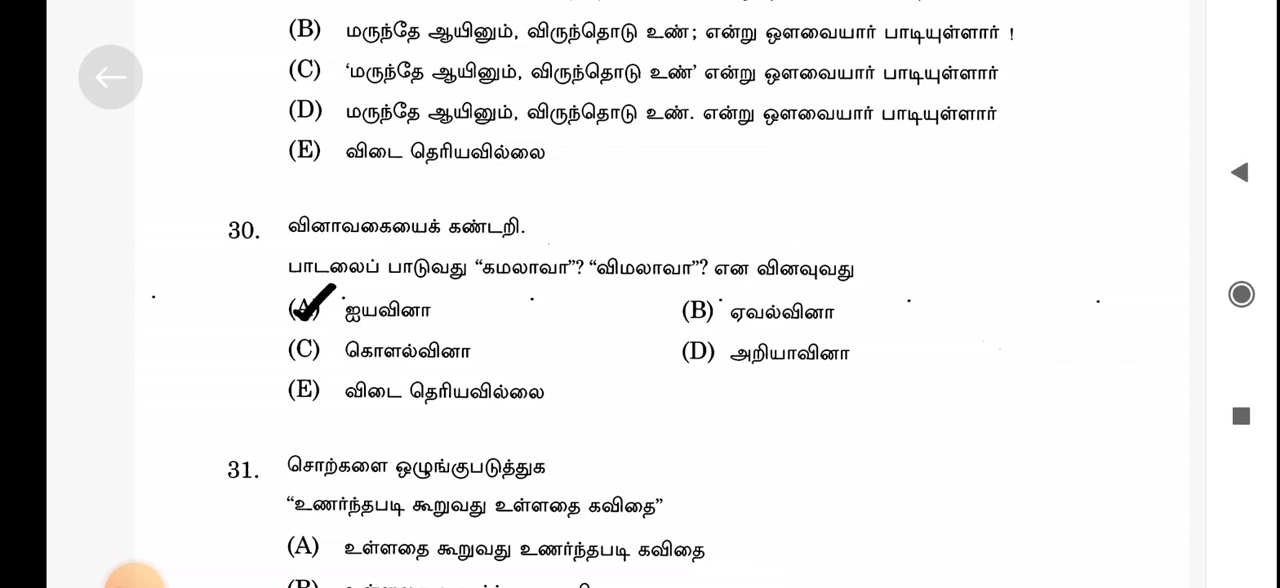 (B) மருந்தே ஆயினும், விருந்தொடு உண்; என்று ஔவையார் பாடியுள்ளார் !
(C) ‘மருந்தே ஆயினும், விருந்தொடு உண்’ என்று ஔவையார் பாடியுள்ளார்
(D) மருந்தே ஆயினும், விருந்தொடு உண். என்று ஔவையார் பாடியுள்ளார்
(E) விடை தெரியவில்லை
30. வினாவகையைக் கண்டறி.
பாடலைப் பாடுவது “கமலாவா”? “விமலாவா”? என வினவுவது
(A) ஐயவினா (B) ஏவல்வினா
(C) கொளல்வினா (D) அறியாவினா
(E) விடை தெரியவில்லை
31. சொற்களை ஒழுங்குபடுத்துக
“உணர்ந்தபடி கூறுவது உள்ளதை கவிதை”
(A) உள்ளதை கூறுவது உணர்ந்தபடி கவிதை